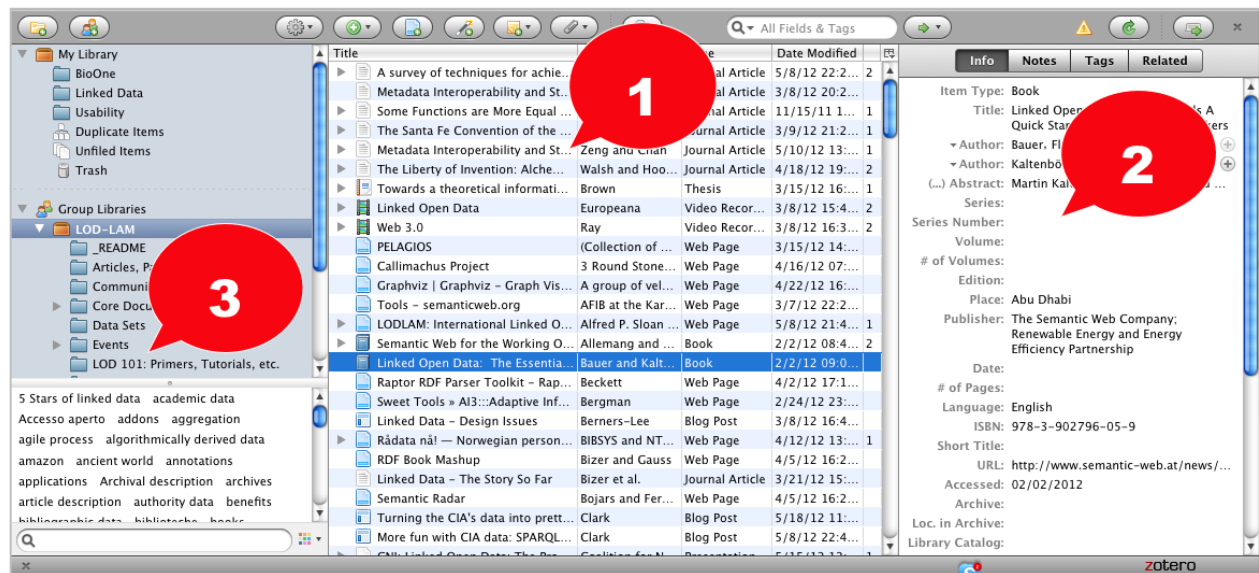 All Fields & Tags
My Library
BioOne
Linked Data
Usability
Duplicate Items
Unfiled Items
Trash
Group Libraries
LOD-LAM
_README
Articles,
Core
Data Sets
Events
LOD 101: Primers, Tutorials, etc.
3
5 Stars of linked data academic data
Accesso aperto addons aggregation
agile process algorithmically derived data
amazon ancient world annotations
applications Archival description archives
article description authority data benefits
bibliographic data biblioteche books
Title Date Modified
A survey of techniques for achie... Journal Article 5/8/12 22:2... 2
Metadata Interoperability and St... 3/8/12 20:2...
Some Functions are More Equal ... Journal Article 11/15/11 1... 1
The Santa Fe Convention of the ... Journal Article 3/9/12 21:2... 1
Metadata Interoperability and St... Zeng and Chan Journal Article 5/10/12 13:... 1
The Liberty of Invention: Alche... Walsh and Hoo... Journal Article 4/18/12 19:... 2
Towards a theoretical informati... Brown Thesis 3/15/12 16:... 1
Linked Open Data Europeana Video Recor... 3/8/12 15:4... 2
Web 3.0 Ray Video Recor... 3/8/12 16:3... 2
PELAGIOS (Collection of ... Web Page 3/15/12 14:...
Callimachus Project 3 Round Stone... Web Page 4/16/12 07:...
Graphviz | Graphviz - Graph Vis... A group of vel... Web Page 4/22/12 16:...
Tools - semanticweb.org AFIB at the Kar... Web Page 3/7/12 22:2...
LODLAM: International Linked O... Alfred P. Sloan ... Web Page 5/8/12 21:4... 1
Semantic Web for the Working O... Allemang and ... Book 2/2/12 08:4... 2
Linked Open Data: The Essentia... Bauer and Kalt... Book 2/2/12 09:0...
Raptor RDF Parser Toolkit - Rap... Beckett Web Page 4/2/12 17:1...
Sweet Tools » AI3:::Adaptive Inf... Bergman Web Page 2/24/12 23:...
Linked Data - Design Issues Berners-Lee Blog Post 3/8/12 16:4...
Rådata nå! — Norwegian person... BIBSYS and NT... Web Page 4/12/12 13:... 1
RDF Book Mashup Bizer and Gauss Web Page 4/5/12 16:2...
Linked Data - The Story So Far Bizer et al. Journal Article 3/21/12 15:...
Semantic Radar Bojars and Fer... Web Page 4/5/12 16:2...
Turning the CIA's data into prett... Clark Blog Post 5/18/12 11:...
More fun with CIA data: SPARQL... Clark Blog Post 5/8/12 22:4...
1
Info Notes Tags Related
Item Type: Book
Title: Linked Open A
Quick
Author: Bauer,
Author:
(...) Abstract: Martin ...
Series:
Series Number:
Volume:
# of Volumes:
Edition:
Place: Abu Dhabi
Publisher: The Semantic Web Company;
Renewable Energy and Energy
Efficiency Partnership
Date:
# of Pages:
Language: English
ISBN: 978-3-902796-05-9
Short Title:
URL: http://www.semantic-web.at/news/...
Accessed: 02/02/2012
Archive:
Loc. in Archive:
Library Catalog:
2
zotero